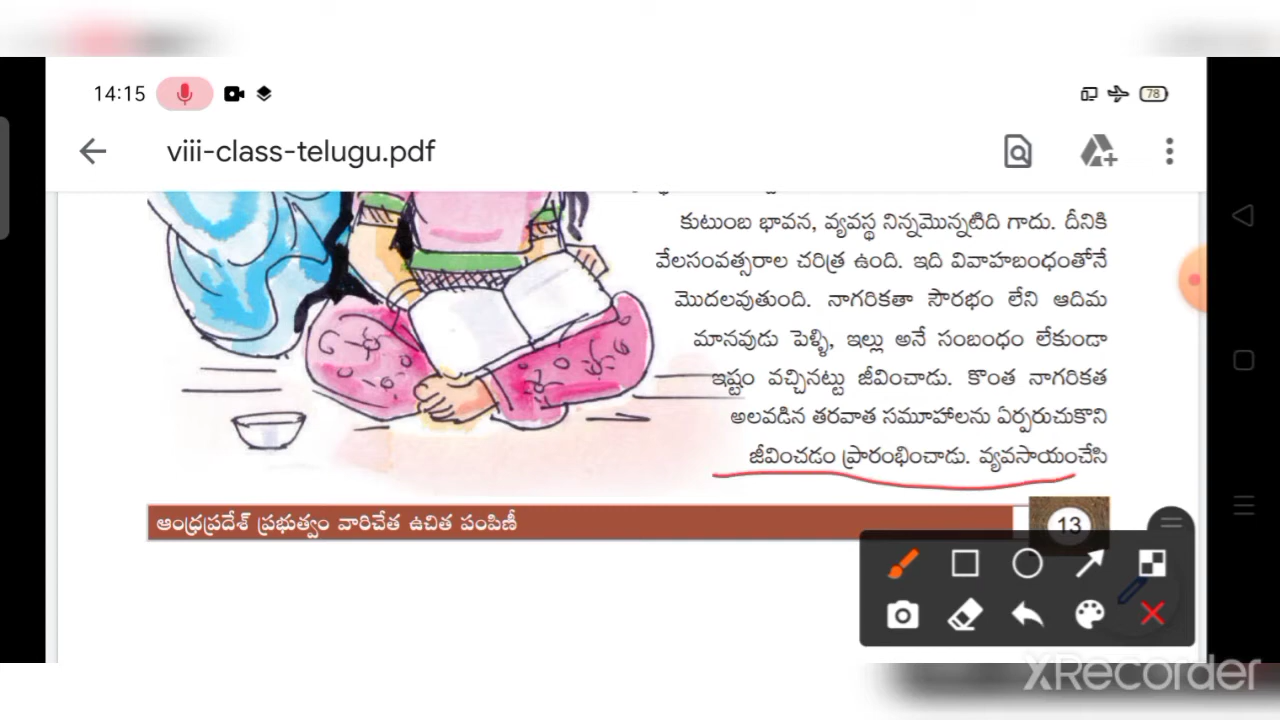 14:15
78
viii-class-telugu.pdf
కుటుంబ భావన, వ్యవస్థ నిన్నమొన్నటిది గాదు. దీనికి
వేలసంవత్సరాల చరిత్ర ఉంది. ఇది వివాహబంధంతోనే
మొదలవుతుంది. నాగరికతా సౌరభం లేని ఆదిమ
మానవుడు పెళ్ళి, ఇల్లు అనే సంబంధం లేకుండా
ఇష్టం వచ్చినట్టు జీవించాడు. కొంత నాగరికత
అలవడిన తరవాత సమూహాలను ఏర్పరుచుకొని
జీవించడం ప్రారంభించాడు. వ్యవసాయంచేసి
ఆంధ్రప్రదేశ్ ప్రభుత్వం వారిచేత ఉచిత పంపిణీ
13
XRecorder